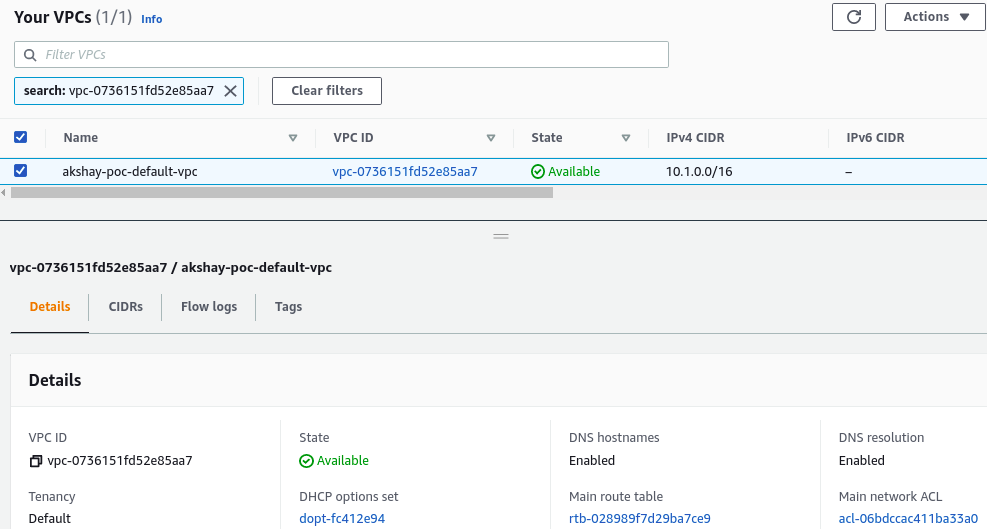 Your VPCs (1/1) Info
Actions
Filter VPCs
search: vpc-0736151fd52e85aa7
Clear filters
Name VPC ID State IPv4 CIDR IPv6 CIDR
akshay-poc-default-vpc vpc-0736151fd52e85aa7 Available 10.1.0.0/16 –
vpc-0736151fd52e85aa7 / akshay-poc-default-vpc
Details CIDRs Flow logs Tags
Details
VPC ID State DNS hostnames DNS resolution
vpc-0736151fd52e85aa7 Available Enabled Enabled
Tenancy DHCP options set Main route table Main network ACL
Default dopt-fc412e94 rtb-028989f7d29ba7ce9 acl-06bdccac411ba33a0